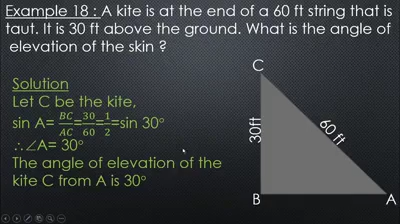 Example 18 : A kite is at the end of a 60 ft string that is
taut. It is 30 ft above the ground. What is the angle of
elevation of the skin ?
Solution
Let C be the kite,
sin A= BC/AC=30/60=1/2=sin 30°
∴∠A= 30°
The angle of elevation of the
kite C from A is 30°
C
30ft
60 ft
B
A